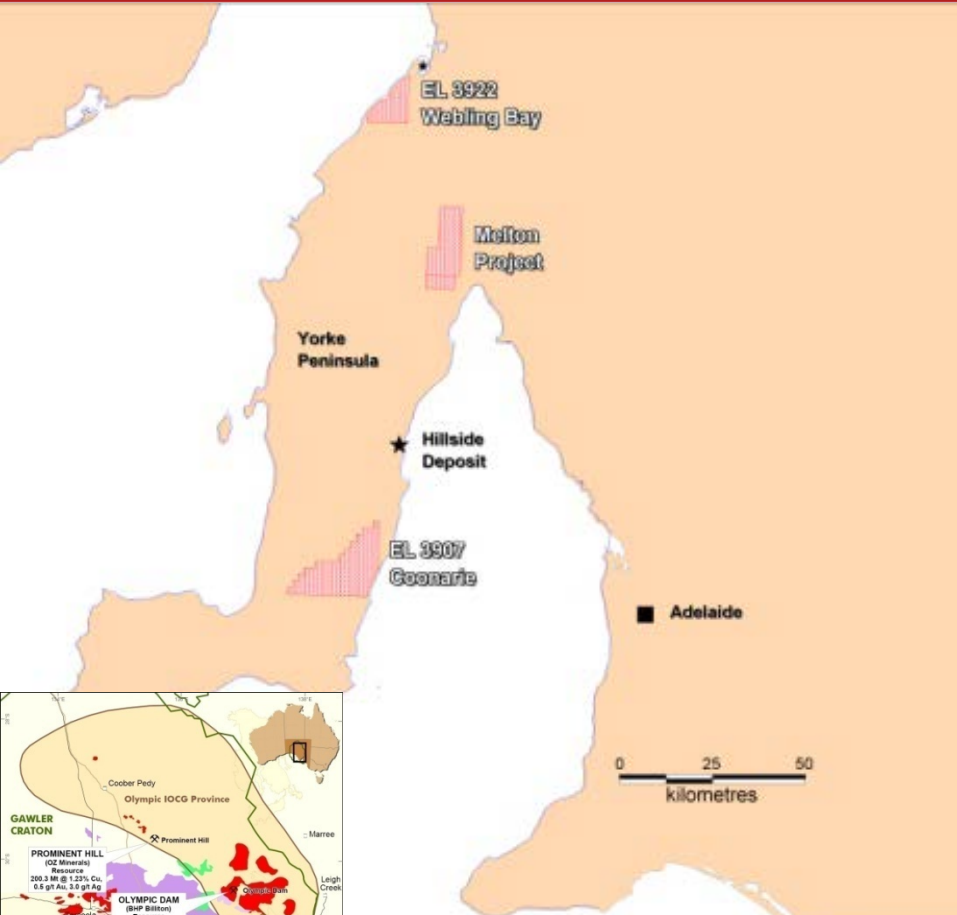 EL 3922
Webling Bay
Melton
Project
Yorke
Peninsula
Hillside
Deposit
EL 3907
Coonarie
Adelaide
0 25 50
kilometres
Coober Pedy
Olympic IOCG Province
GAWLER
CRATON
Prominent Hill
Marree
PROMINENT HILL
(OZ Minerals)
Resource
200.3 Mt @ 1.23% Cu,
0.5 g/t Au, 3.0 g/t Ag
Leigh
Creek
Olympic Dam
OLYMPIC DAM
(BHP Billiton)